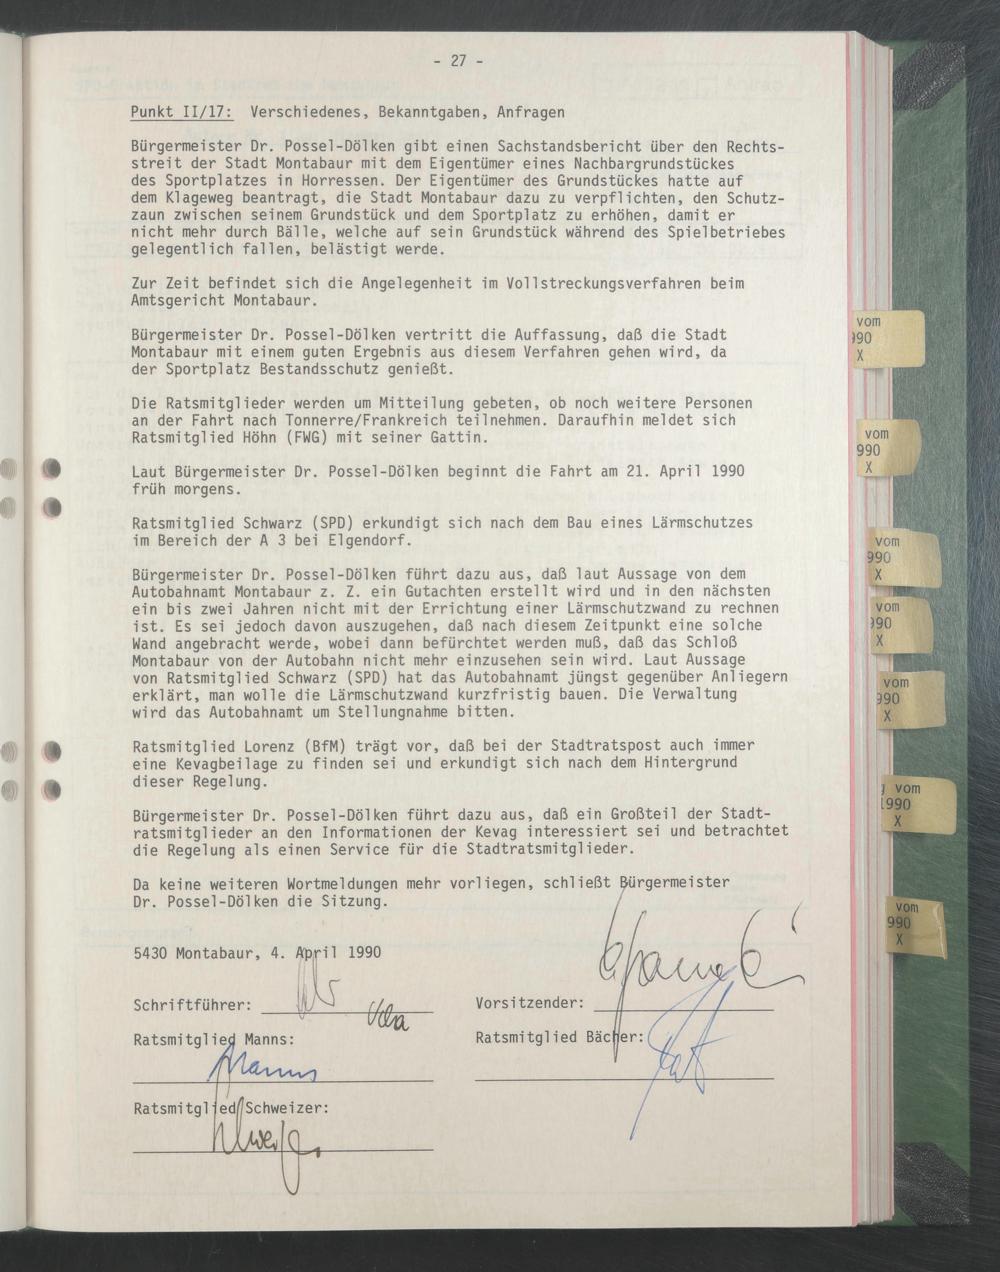 - 27 -
Punkt II/17: Verschiedenes, Bekanntgaben, Anfragen
Bürgermeister Dr. Possel-Dölken gibt einen Sachstandsbericht über den Rechts-
streit der Stadt Montabaur mit dem Eigentümer eines Nachbargrundstückes
des Sportplatzes in Horressen. Der Eigentümer des Grundstückes hatte auf
dem Klageweg beantragt, die Stadt Montabaur dazu zu verpflichten, den Schutz-
zaun zwischen seinem Grundstück und dem Sportplatz zu erhöhen, damit er
nicht mehr durch Bälle, welche auf sein Grundstück während des Spielbetriebes
gelegentlich fallen, belästigt werde.
Zur Zeit befindet sich die Angelegenheit im Vollstreckungsverfahren beim
Amtsgericht Montabaur.
Bürgermeister Dr. Possel-Dölken vertritt die Auffassung, daß die Stadt
Montabaur mit einem guten Ergebnis aus diesem Verfahren gehen wird, da
der Sportplatz Bestandsschutz genießt.
Die Ratsmitglieder werden um Mitteilung gebeten, ob noch weitere Personen
an der Fahrt nach Tonnerre/Frankreich teilnehmen. Daraufhin meldet sich
Ratsmitglied Höhn (FWG) mit seiner Gattin.
Laut Bürgermeister Dr. Possel-Dölken beginnt die Fahrt am 21. April 1990
früh morgens.
Ratsmitglied Schwarz (SPD) erkundigt sich nach dem Bau eines Lärmschutzes
im Bereich der A 3 bei Elgendorf.
Bürgermeister Dr. Possel-Dölken führt dazu aus, daß laut Aussage von dem
Autobahnamt Montabaur z. Z. ein Gutachten erstellt wird und in den nächsten
ein bis zwei Jahren nicht mit der Errichtung einer Lärmschutzwand zu rechnen
ist. Es sei jedoch davon auszugehen, daß nach diesem Zeitpunkt eine solche
Wand angebracht werde, wobei dann befürchtet werden muß, daß das Schloß
Montabaur von der Autobahn nicht mehr einzusehen sein wird. Laut Aussage
von Ratsmitglied Schwarz (SPD) hat das Autobahnamt jüngst gegenüber Anliegern
erklärt, man wolle die Lärmschutzwand kurzfristig bauen. Die Verwaltung
wird das Autobahnamt um Stellungnahme bitten.
Ratsmitglied Lorenz (BfM) trägt vor, daß bei der Stadtratspost auch immer
eine Kevagbeilage zu finden sei und erkundigt sich nach dem Hintergrund
dieser Regelung.
Bürgermeister Dr. Possel-Dölken führt dazu aus, daß ein Großteil der Stadt-
ratsmitglieder an den Informationen der Kevag interessiert sei und betrachtet
die Regelung als einen Service für die Stadtratsmitglieder.
Da keine weiteren Wortmeldungen mehr vorliegen, schließt Bürgermeister
Dr. Possel-Dölken die Sitzung.
5430 Montabaur, 4. April 1990
Schriftführer:
Vorsitzender:
Ratsmitglied Manns:
Ratsmitglied Bächer:
Manns
Ratsmitglied Schweizer:
vom
990
X
vom
990
X
vom
990
X
vom
990
X
vom
990
X
g vom
1990
X
vom
990
X